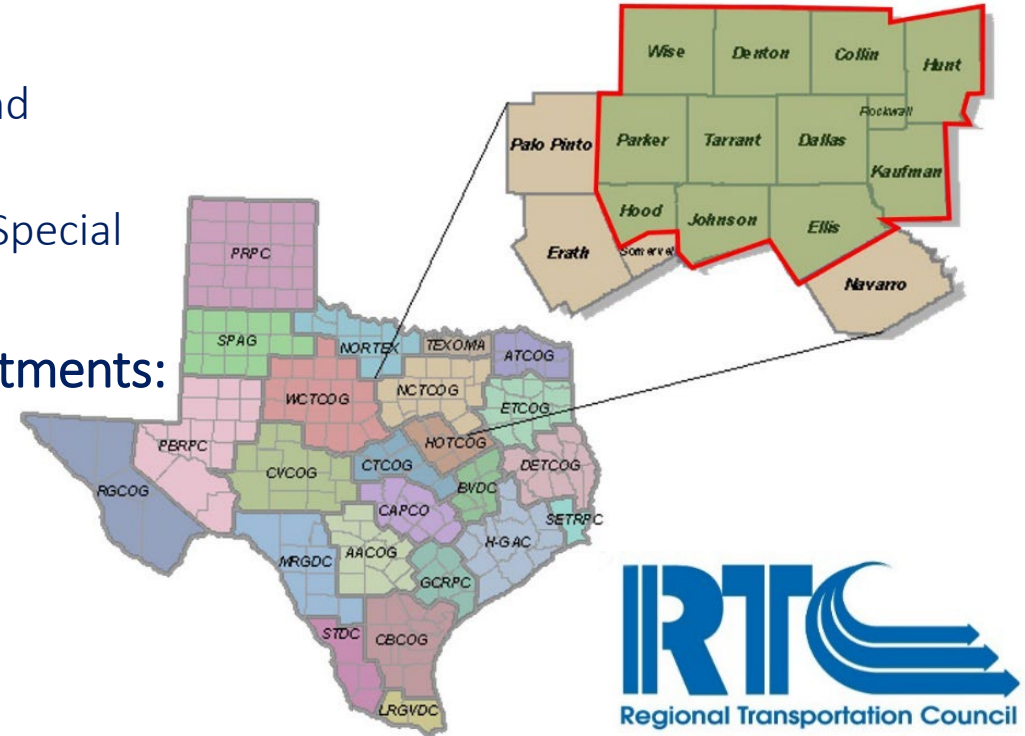 nd
Special
tments:
Wise
Denton
Collin
Hunt
Rockwall
Palo Pinto
Parker
Tarrant
Dallas
Kaufman
Hood
Johnson
Ellis
Erath
Somervell
Navarro
PRPC
SPAG
NORTEX
TEXOMA
ATCOG
WCTCOG
NCTCOG
ETCOG
HOTCOG
PBRPC
CVCOG
CTCOG
DETCOG
RGCOG
BVDC
CAPCO
SETRPC
MRGDC
AACOG
H-GAC
GCRPC
STDC
CBCOG
LRGVDC
RTC
Regional Transportation Council